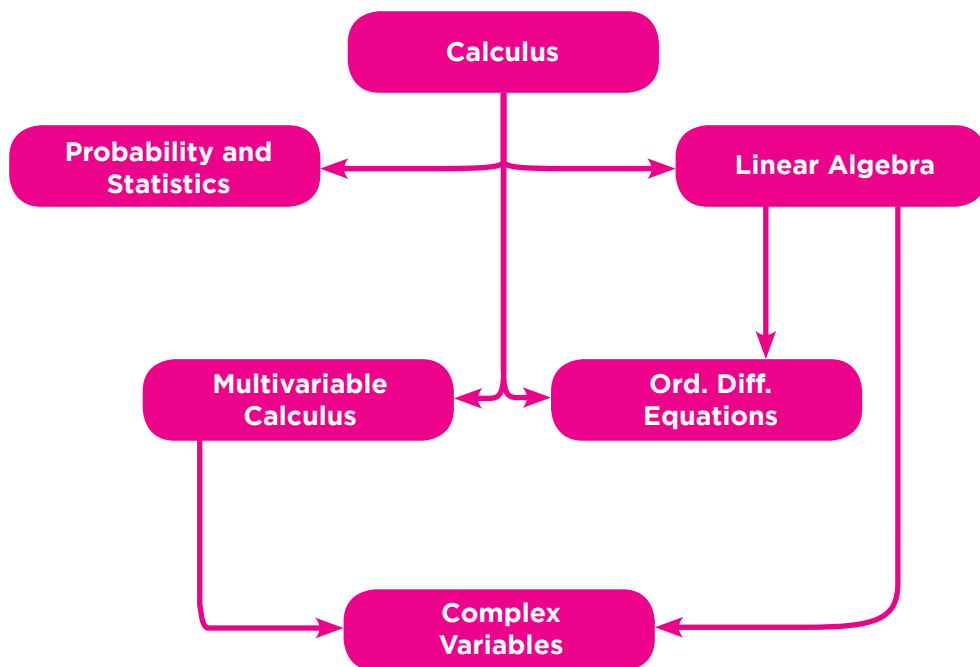 Calculus
Probability and
Statistics
Linear Algebra
Multivariable
Calculus
Ord. Diff.
Equations
Complex
Variables